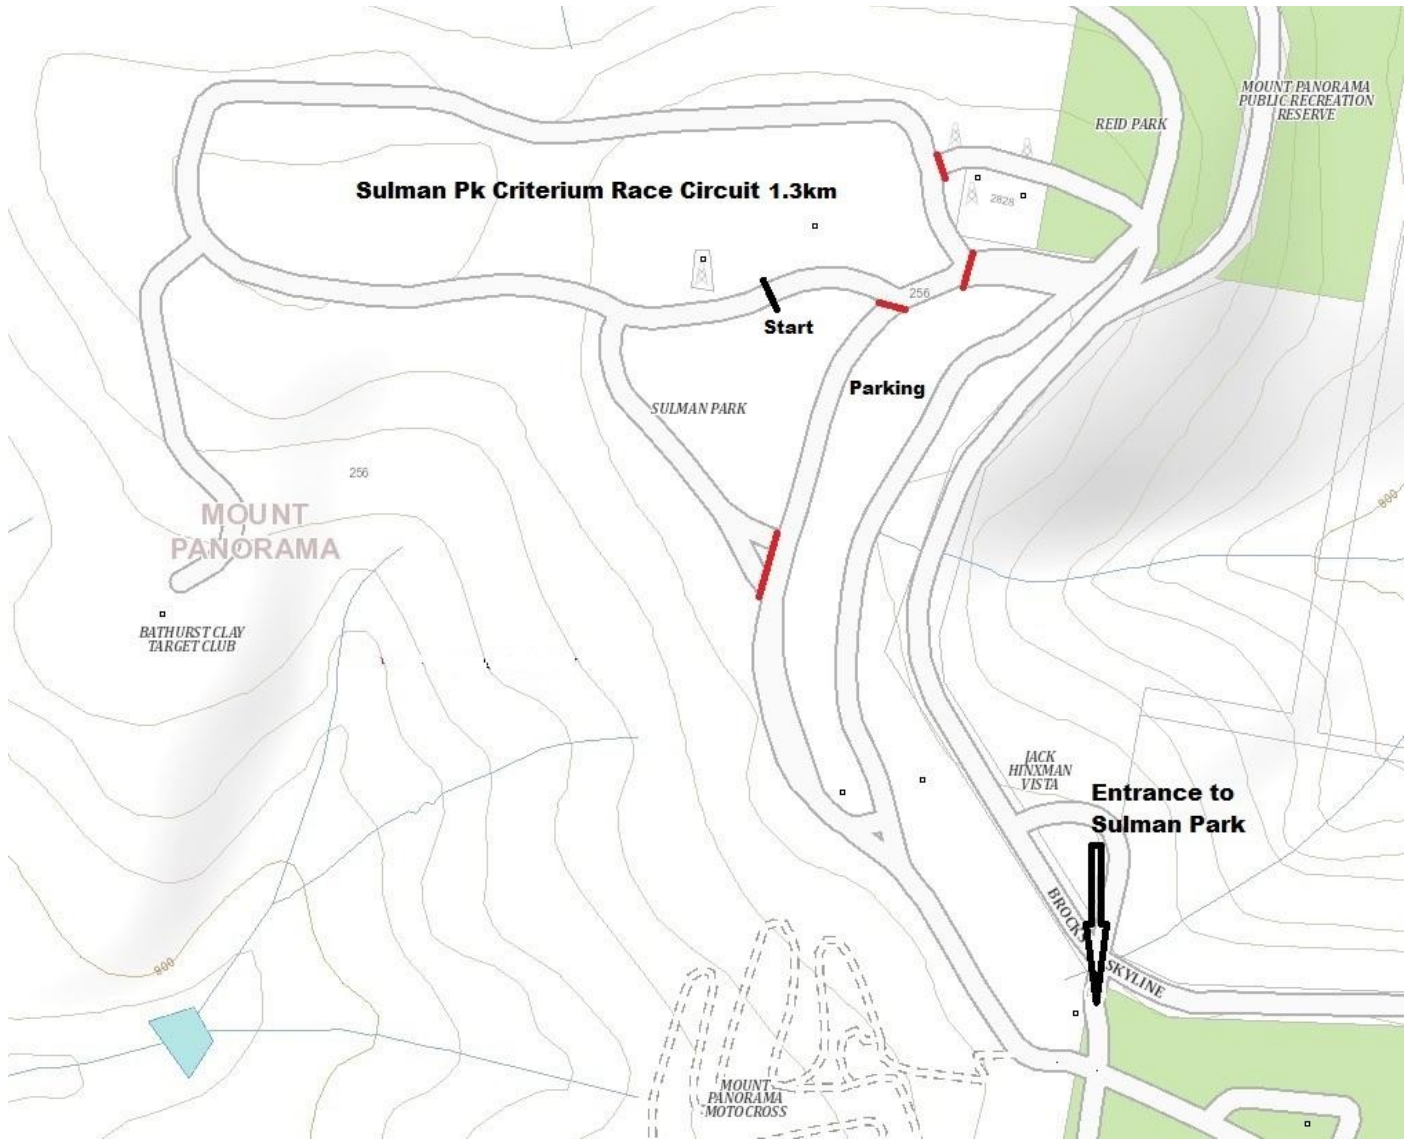 MOUNT PANORAMA
PUBLIC RECREATION
RESERVE
REID PARK
Sulman Pk Criterium Race Circuit 1.3km
2828
256
Start
Parking
SULMAN PARK
256
MOUNT
PANORAMA
800
BATHURST CLAY
TARGET CLUB
JACK
HINXMAN
VISTA
Entrance to
Sulman Park
BROCKS
SKYLINE
900
MOUNT
PANORAMA
MOTOCROSS